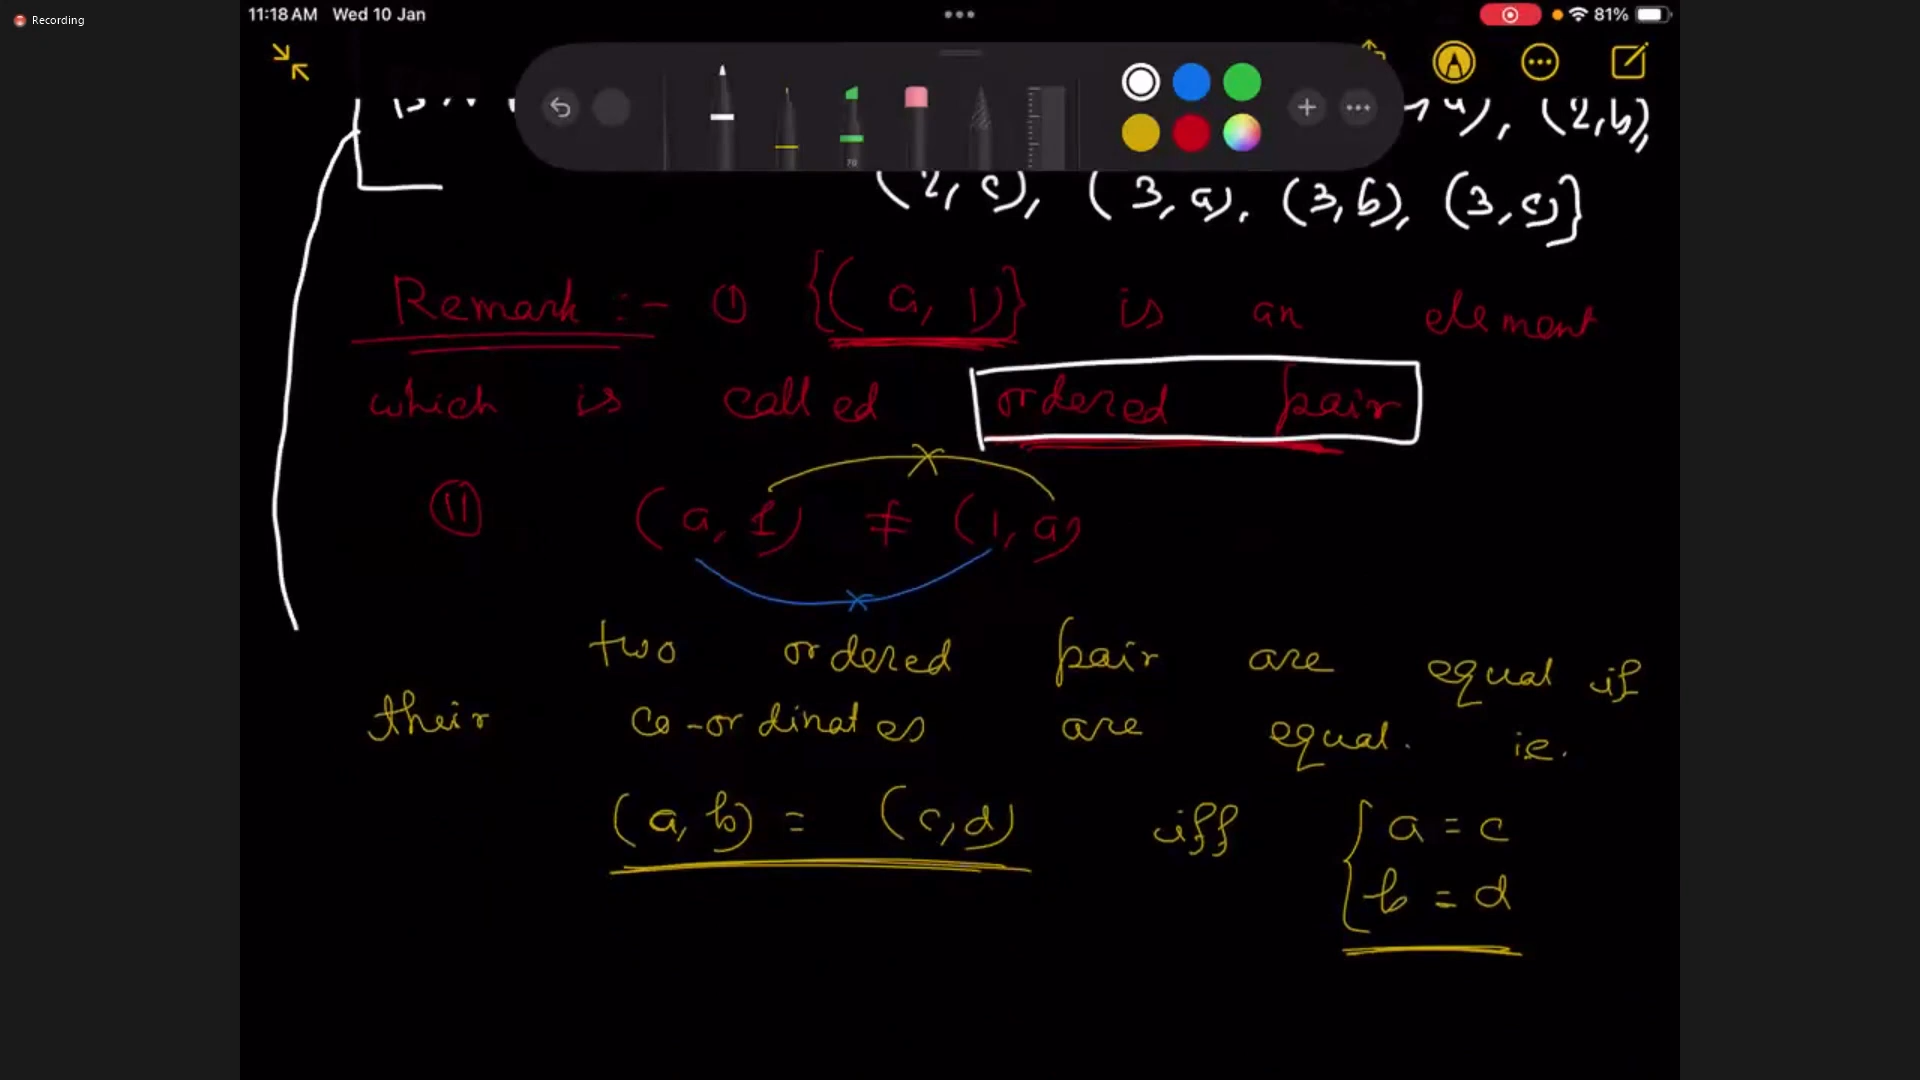 Recording
11:18 AM Wed 10 Jan
81%
70
(2,b),
(2, c), (3, a), (3, b), (3, c)}
Remark :- ① {(a, 1)} is an element
which is called ordered pair
⑪ (a, 1) ≠ (1, a)
two ordered pair are equal if
their co-ordinates are equal. ie.
(a, b) = (c, d) iff { a = c
b = d